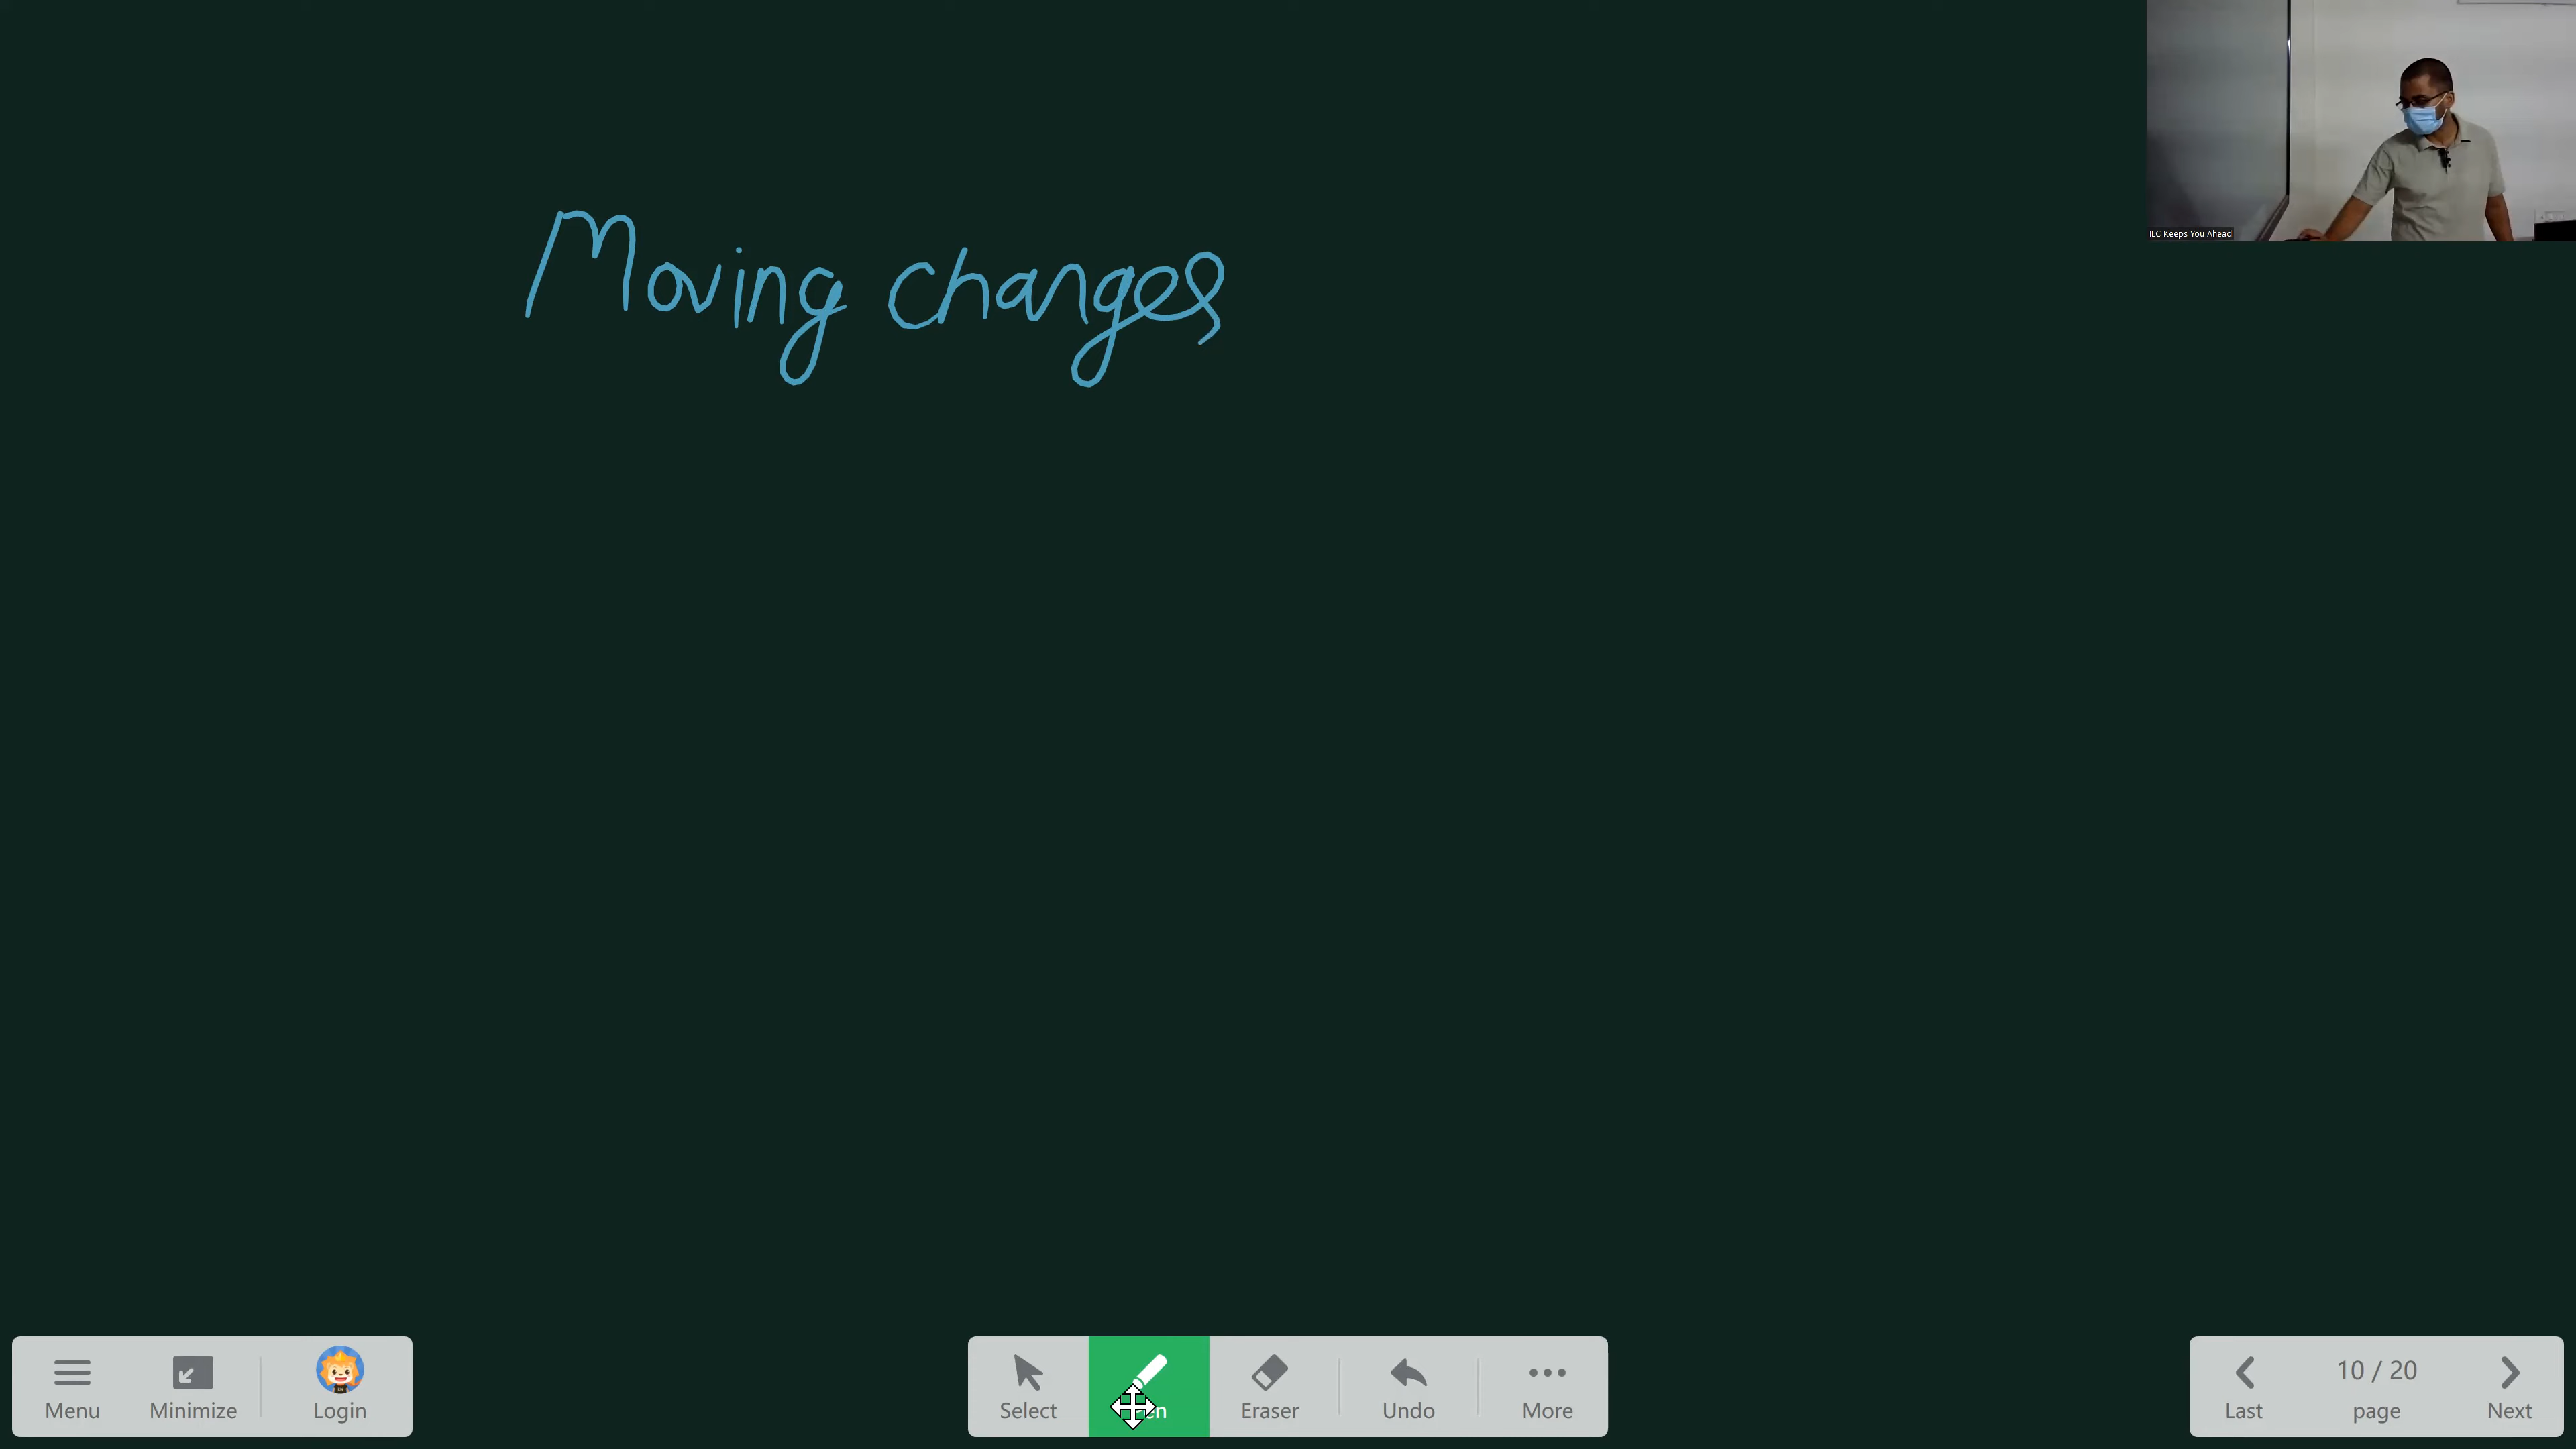 Moving changes
ILC Keeps You Ahead
Menu
Minimize
Login
Select
Eraser
Undo
More
Last
10 / 20
page
Next